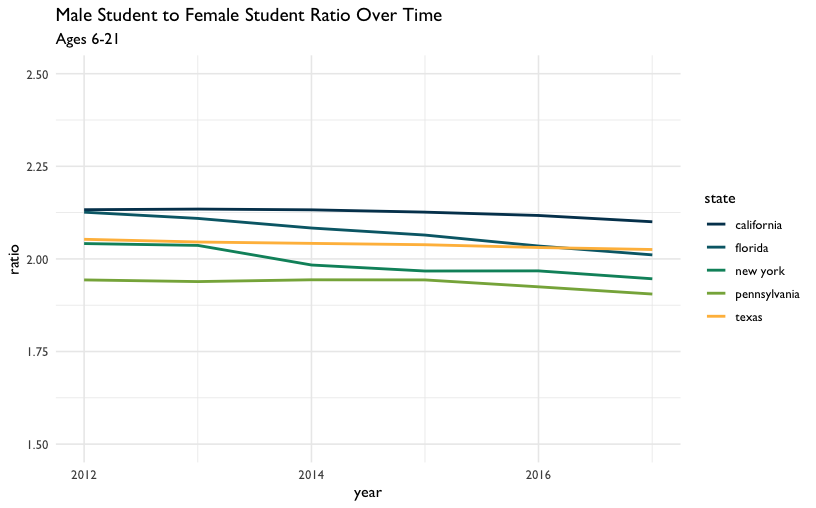 Male Student to Female Student Ratio Over Time
Ages 6-21
2.50
2.25
2.00
1.75
1.50
ratio
2012
2014
2016
year
state
california
florida
new york
pennsylvania
texas